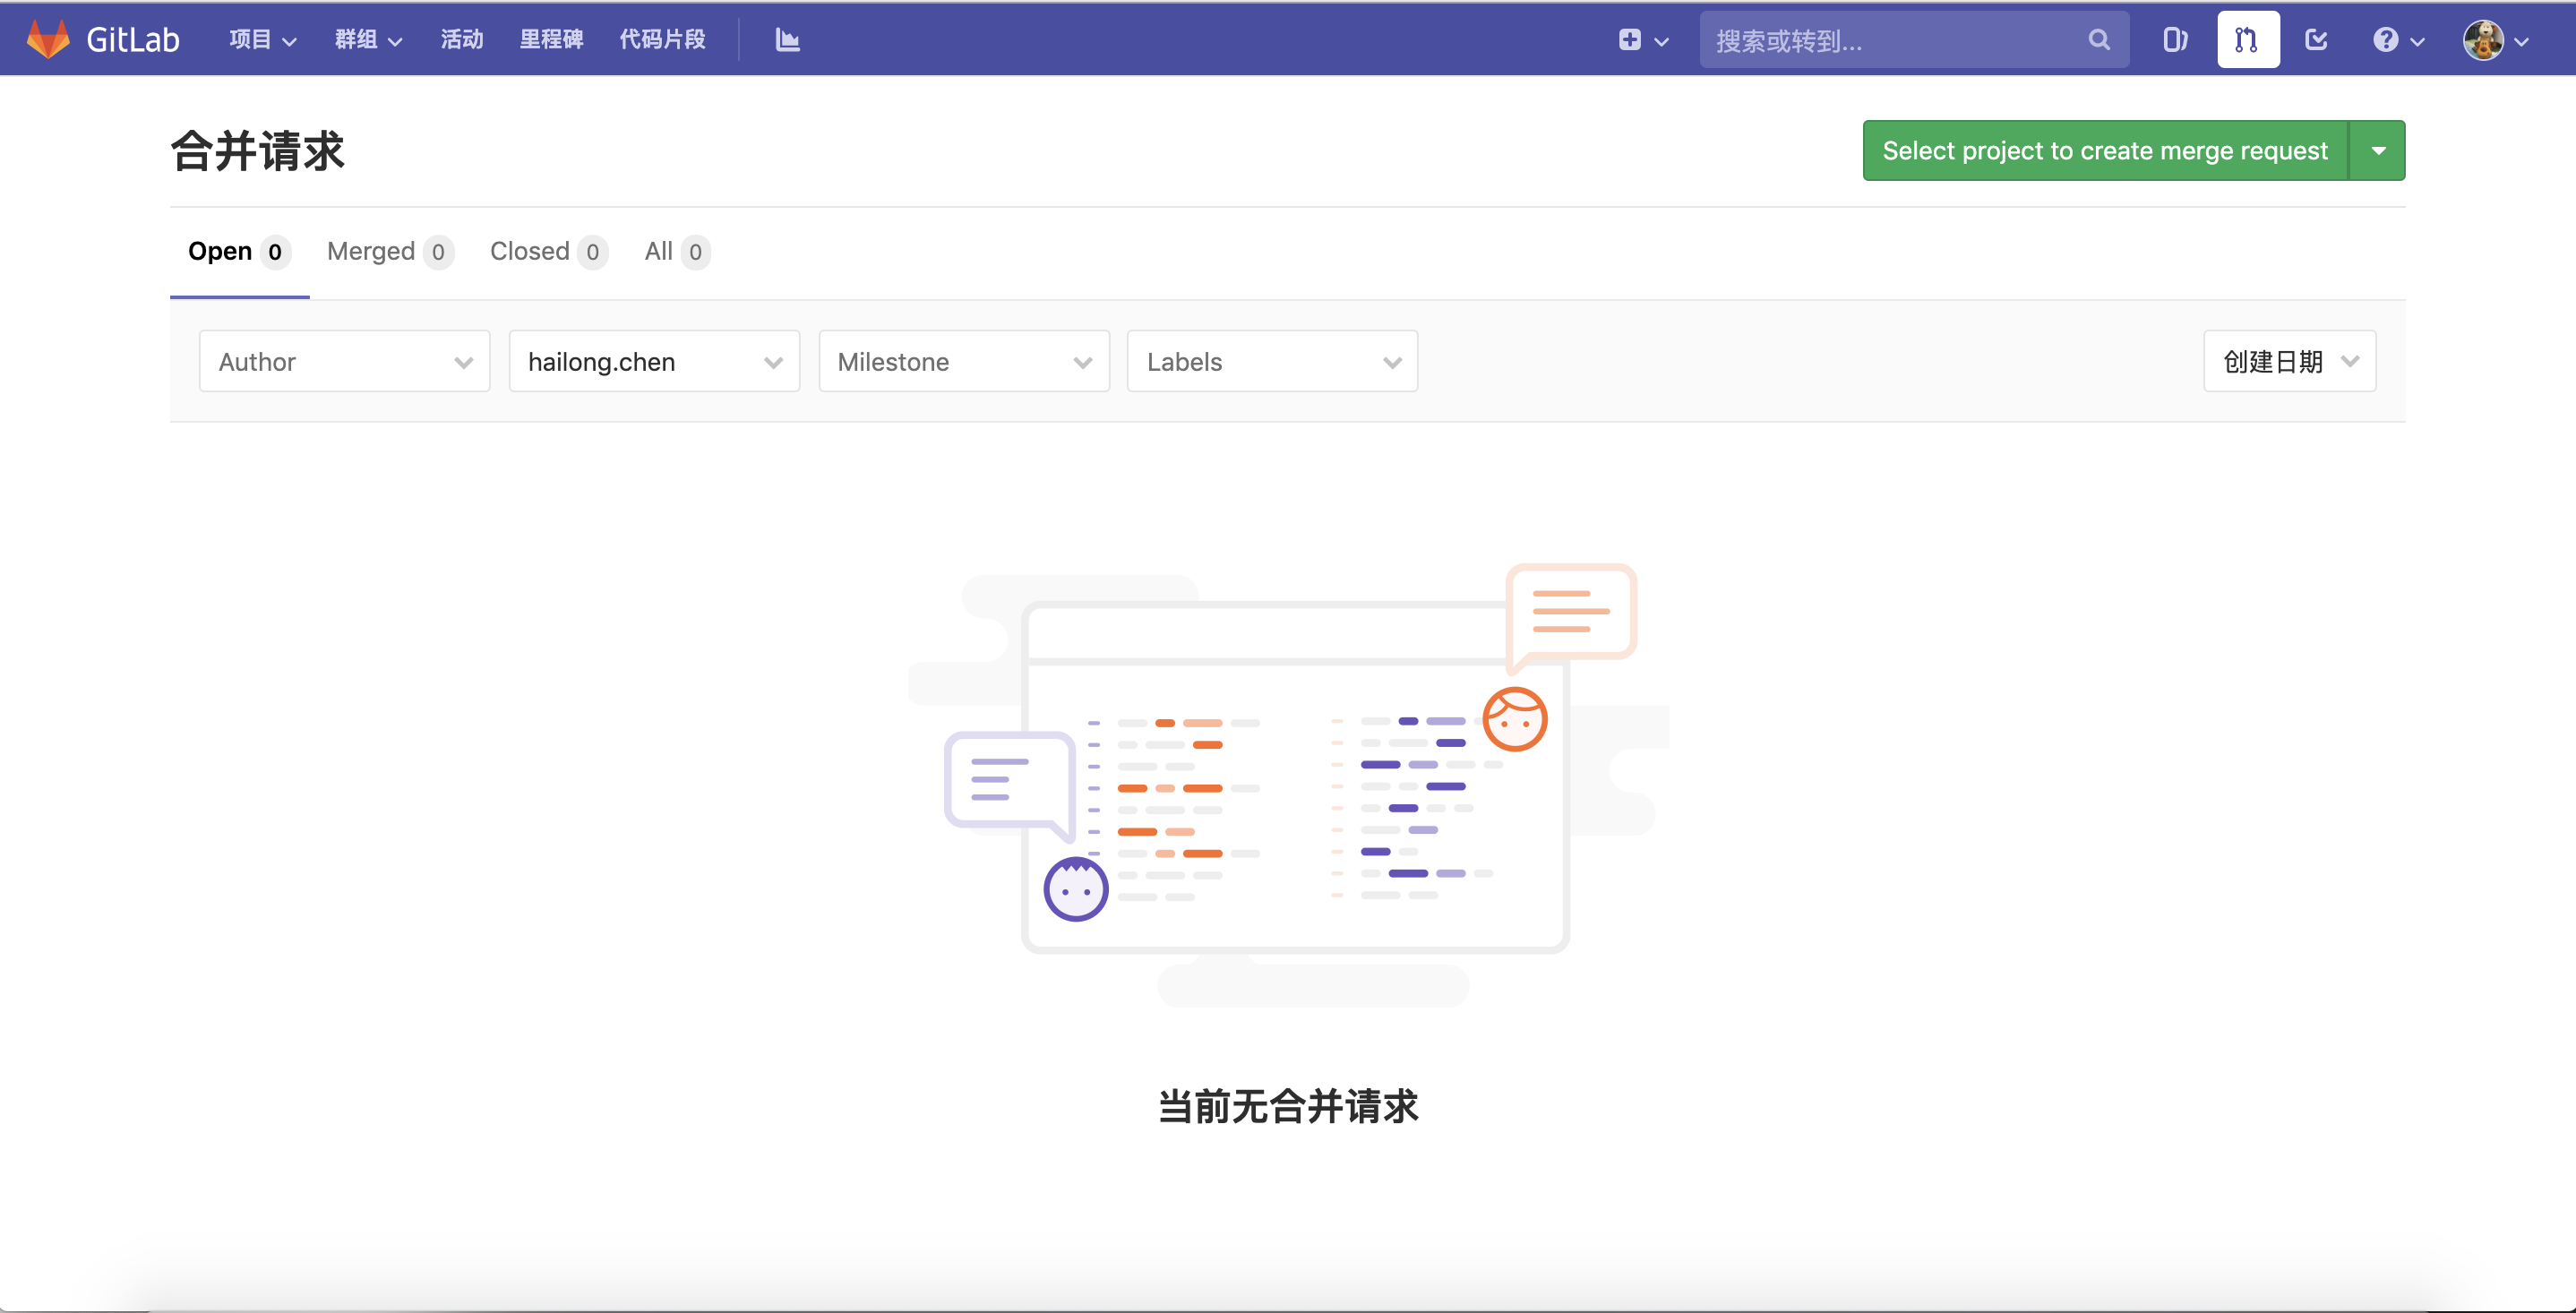 GitLab 项目 群组 活动 里程碑 代码片段 搜索或转到...
合并请求 Select project to create merge request
Open 0 Merged 0 Closed 0 All 0
Author hailong.chen Milestone Labels 创建日期
当前无合并请求